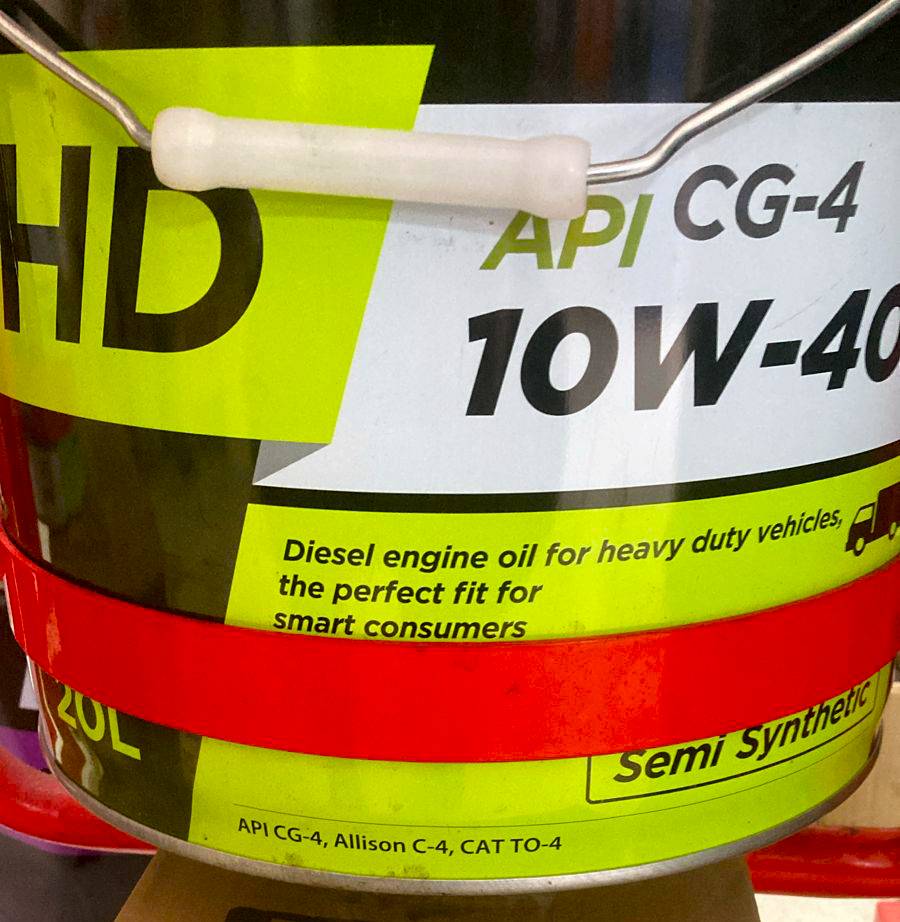 HD
API CG-4
10W-40
Diesel engine oil for heavy duty vehicles,
the perfect fit for
smart consumers
20L
Semi Synthetic
API CG-4, Allison C-4, CAT TO-4